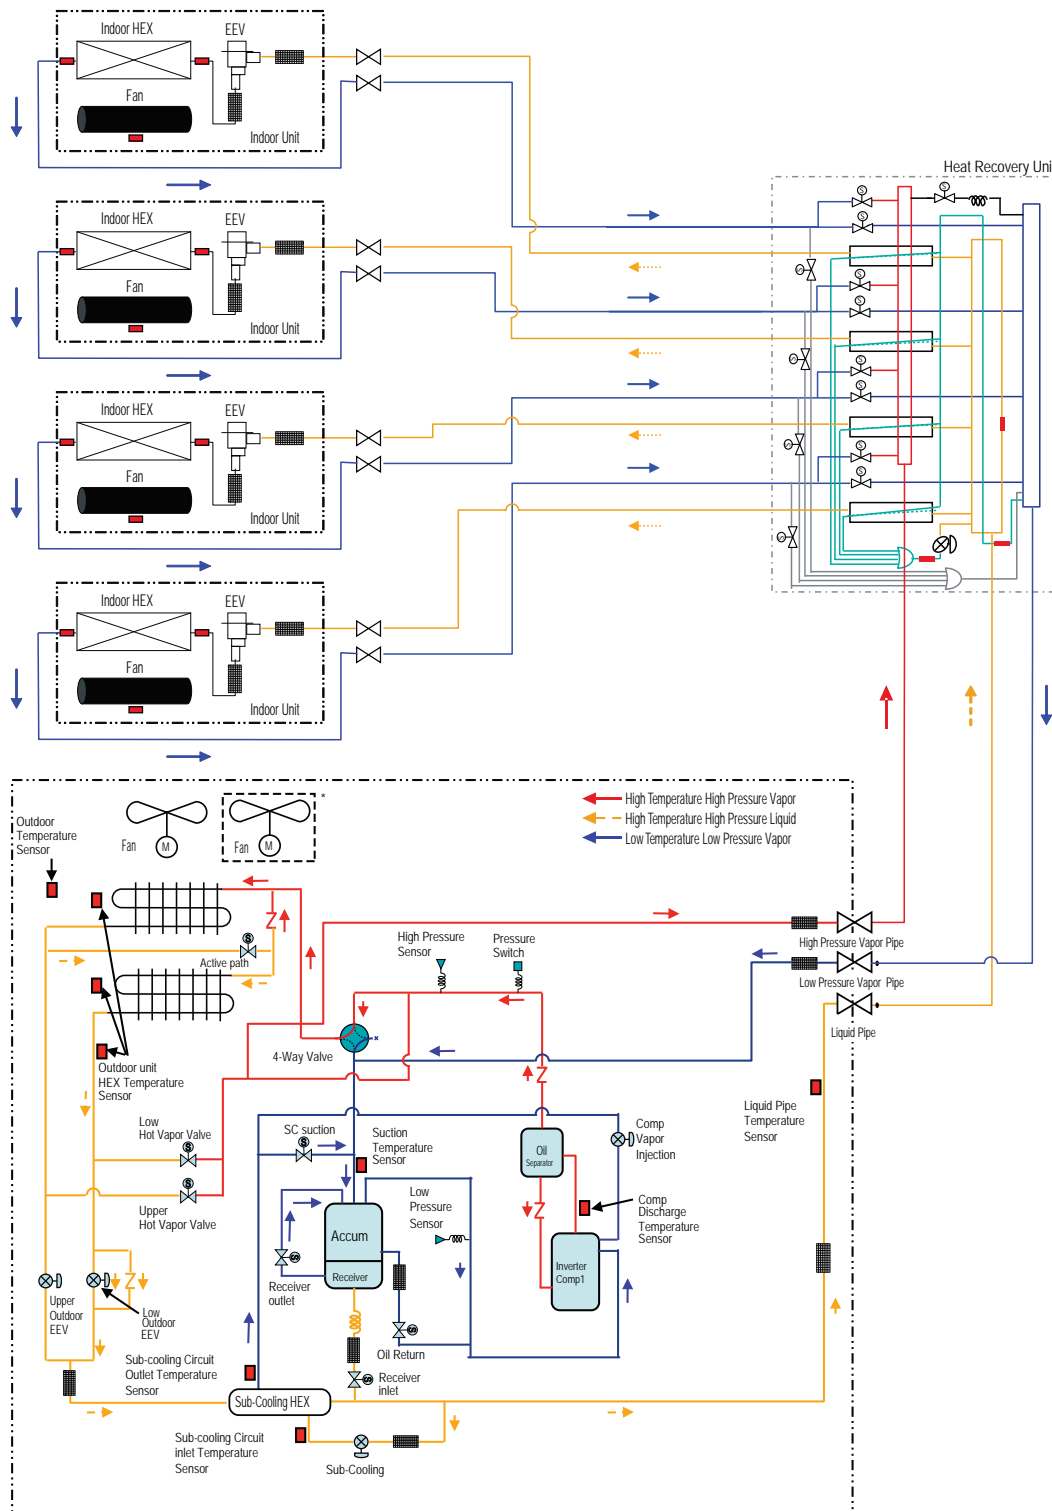 Indoor HEX
EEV
Fan
Indoor Unit
Heat Recovery Uni
S
S
S
Indoor HEX
EEV
Fan
Indoor Unit
S
S
S
Indoor HEX
EEV
Fan
Indoor Unit
S
S
S
S
S
S
Indoor HEX
EEV
Fan
Indoor Unit
High Temperature High Pressure Vapor
High Temperature High Pressure Liquid
Low Temperature Low Pressure Vapor
*
Fan
M
Fan
M
Outdoor
Temperature
Sensor
High Pressure
Sensor
Pressure
Switch
High Pressure Vapor Pipe
S
Active path
Low Pressure Vapor Pipe
Liquid Pipe
4-Way Valve
x
Outdoor unit
HEX Temperature
Sensor
Low
Hot Vapor Valve
S
Upper
Hot Vapor Valve
S
SC suction
S
Suction
Temperature
Sensor
Low
Pressure
Sensor
Oil
Separator
Comp
Vapor
Injection
Liquid Pipe
Temperature
Sensor
Comp
Discharge
Temperature
Sensor
Accum
Receiver
Inverter
Comp1
Receiver
outlet
S
Upper
Outdoor
EEV
Low
Outdoor
EEV
Oil Return
S
Receiver
inlet
S
Sub-cooling Circuit
Outlet Temperature
Sensor
Sub-Cooling HEX
Sub-cooling Circuit
inlet Temperature
Sensor
Sub-Cooling